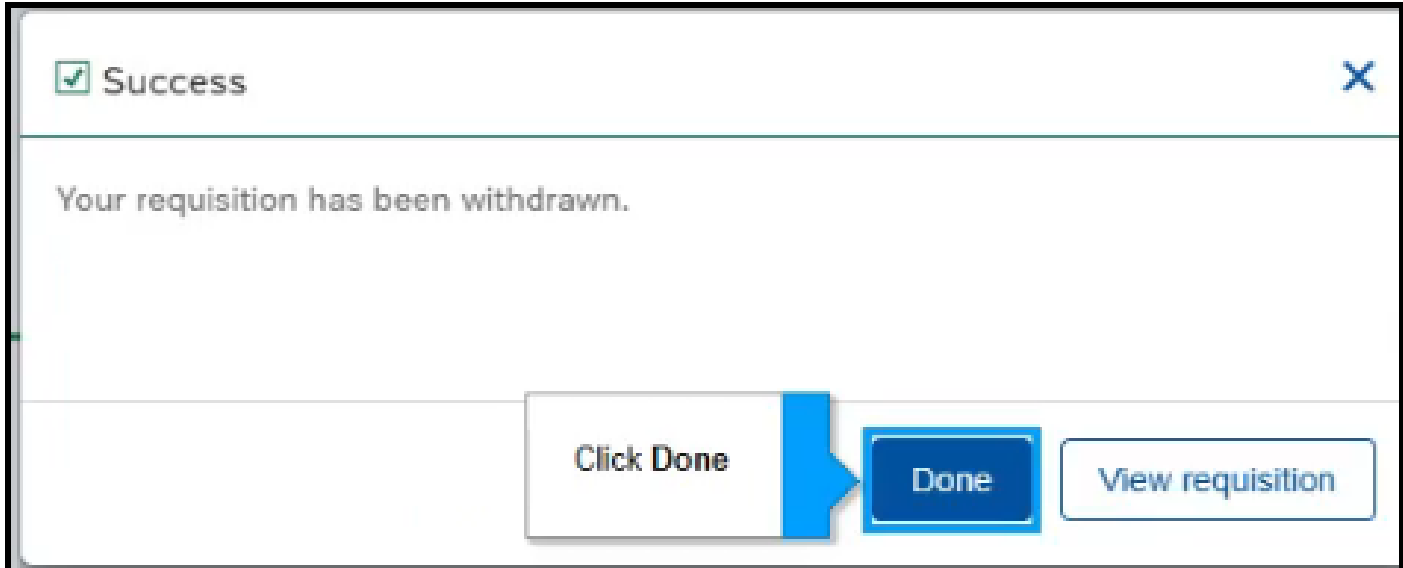 Success
Your requisition has been withdrawn.
Click Done
Done
View requisition